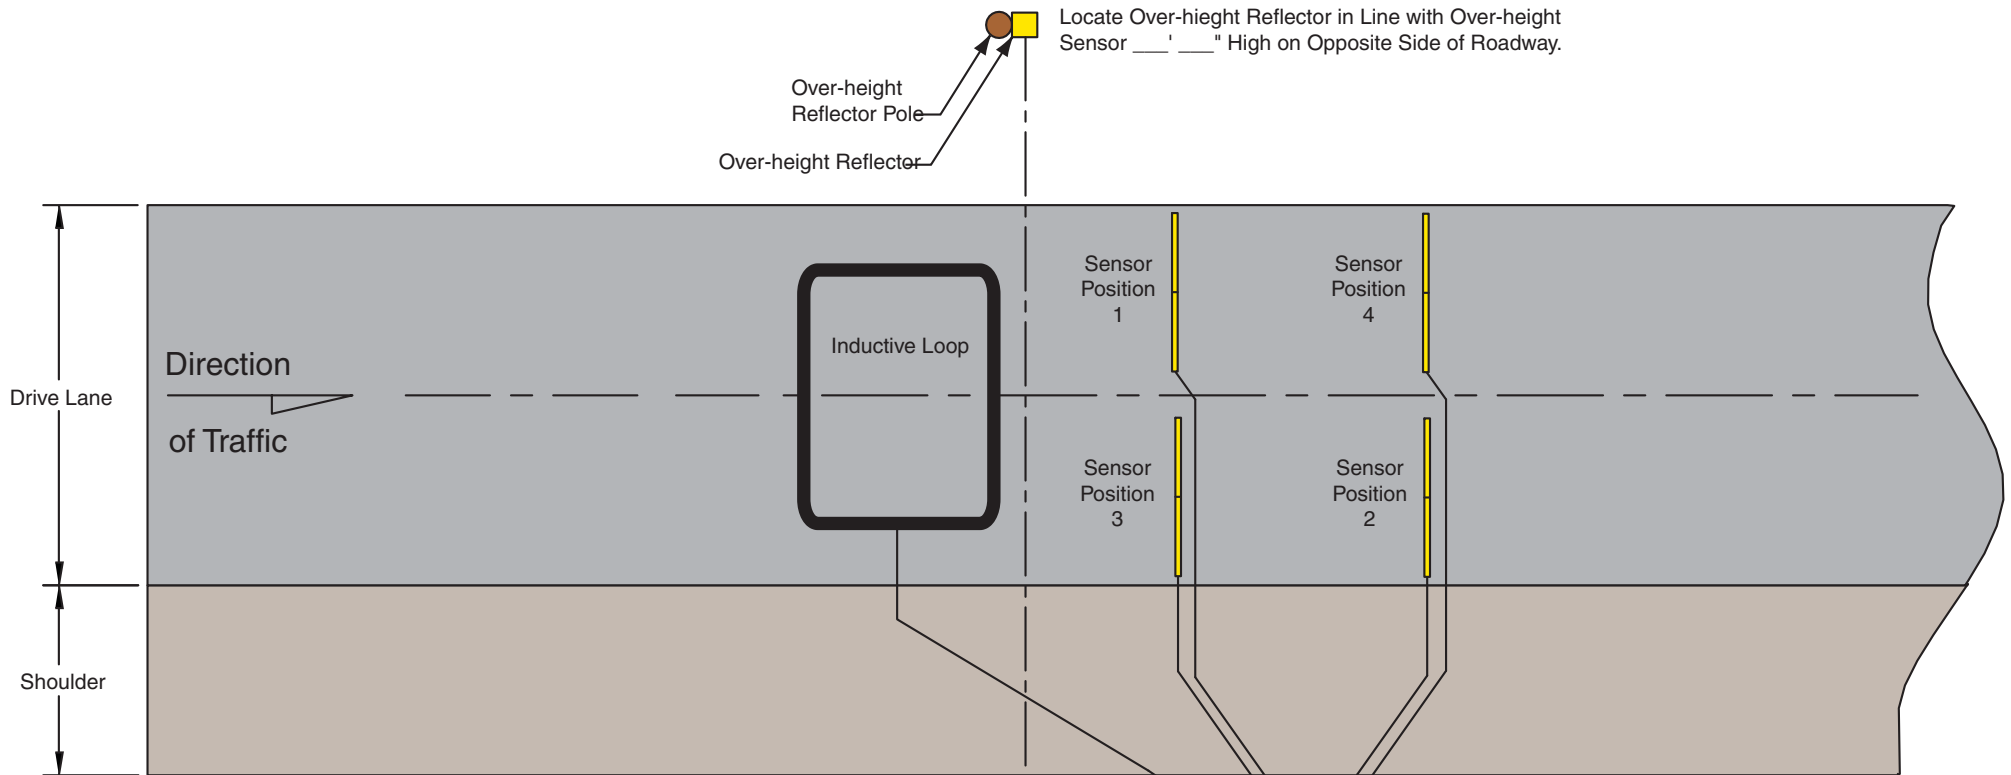 Locate Over-hieght Reflector in Line with Over-height
Sensor ___' ___" High on Opposite Side of Roadway.
Over-height
Reflector Pole
Over-height Reflector
Sensor
Position
1
Sensor
Position
4
Inductive Loop
Direction
of Traffic
Drive Lane
Sensor
Position
3
Sensor
Position
2
Shoulder